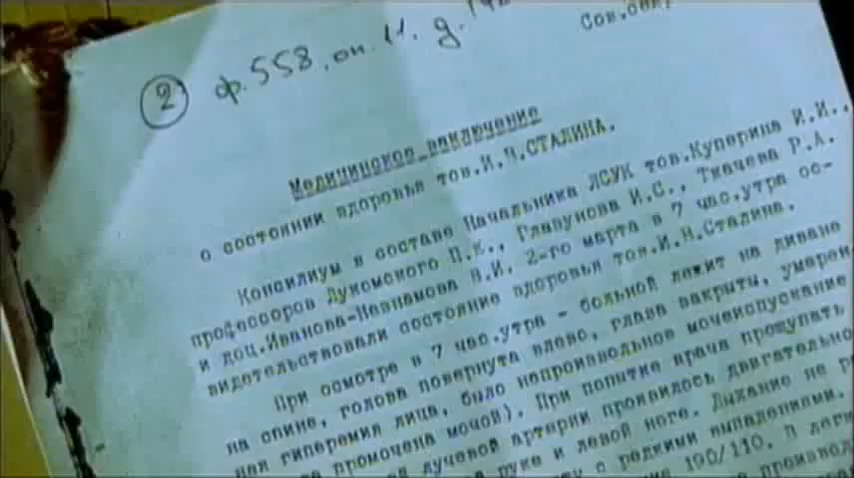 Сов.сек
2 ф.558, оп.11. д.
Медицинское заключение
о состоянии здоровья тов.И.В.СТАЛИНА.
Консилиум в составе Начальника ЛСУК тов.Куперина И.И.,
профессоров Лукомского П.Е., Глазунова И.С., Ткачева Р.А.
и доц.Иванова-Незнамова В.И. 2-го марта в 7 час.утра ос-
видетельствовали состояние здоровья тов.И.В.Сталина.
При осмотре в 7 час.утра - больной лежит на диване
на спине, голова повернута влево, глаза закрыты, умерен-
ная гиперемия лица, было непроизвольное мочеиспускание
промочена мочой). При попытке врача прощупать
лучевой артерии проявилось двигательно
руке и левой ноге. Дыхание не
с редкими выпадениями.
190/110. В